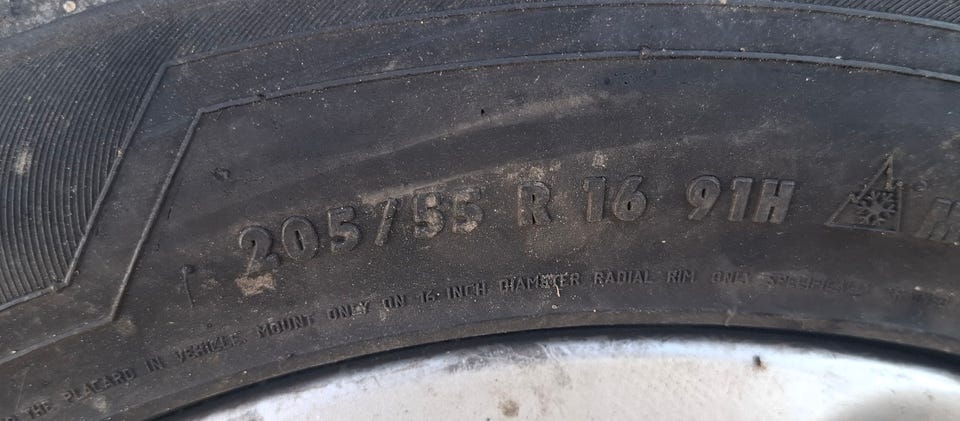 205/55 R 16 91H
THE PLACARD IN VEHICLE. MOUNT ONLY ON 16 INCH DIAMETER RADIAL RIM ONLY